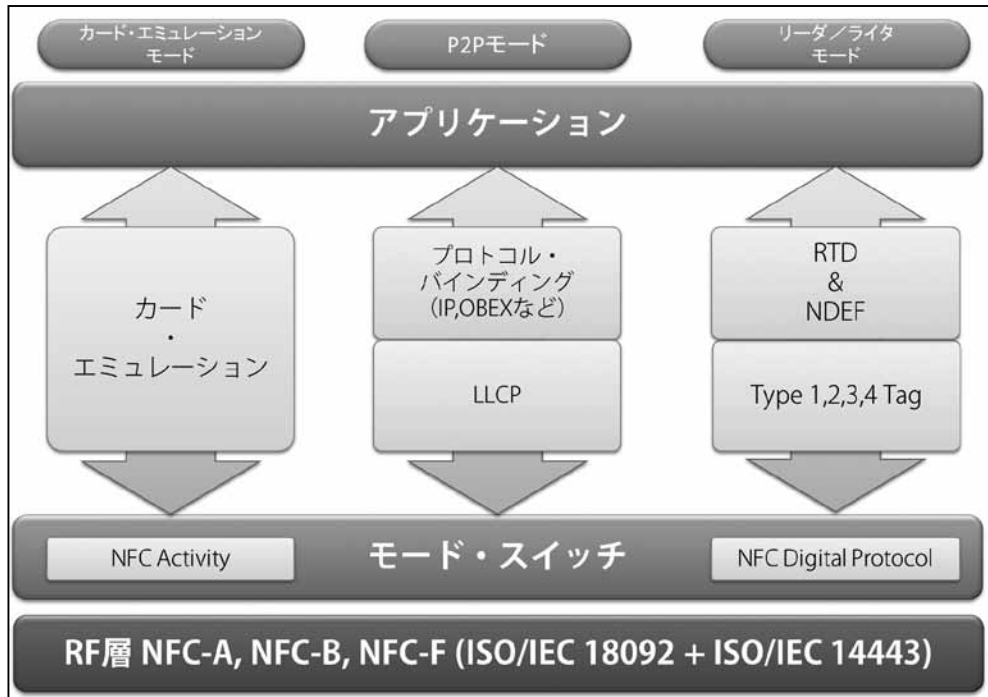 カード・エミュレーション
モード
P2Pモード
リーダ／ライタ
モード
アプリケーション
カード
・
エミュレーション
プロトコル・
バインディング
（IP,OBEXなど）
LLCP
RTD
&
NDEF
Type 1,2,3,4 Tag
NFC Activity
モード・スイッチ
NFC Digital Protocol
RF層 NFC-A, NFC-B, NFC-F (ISO/IEC 18092 + ISO/IEC 14443)